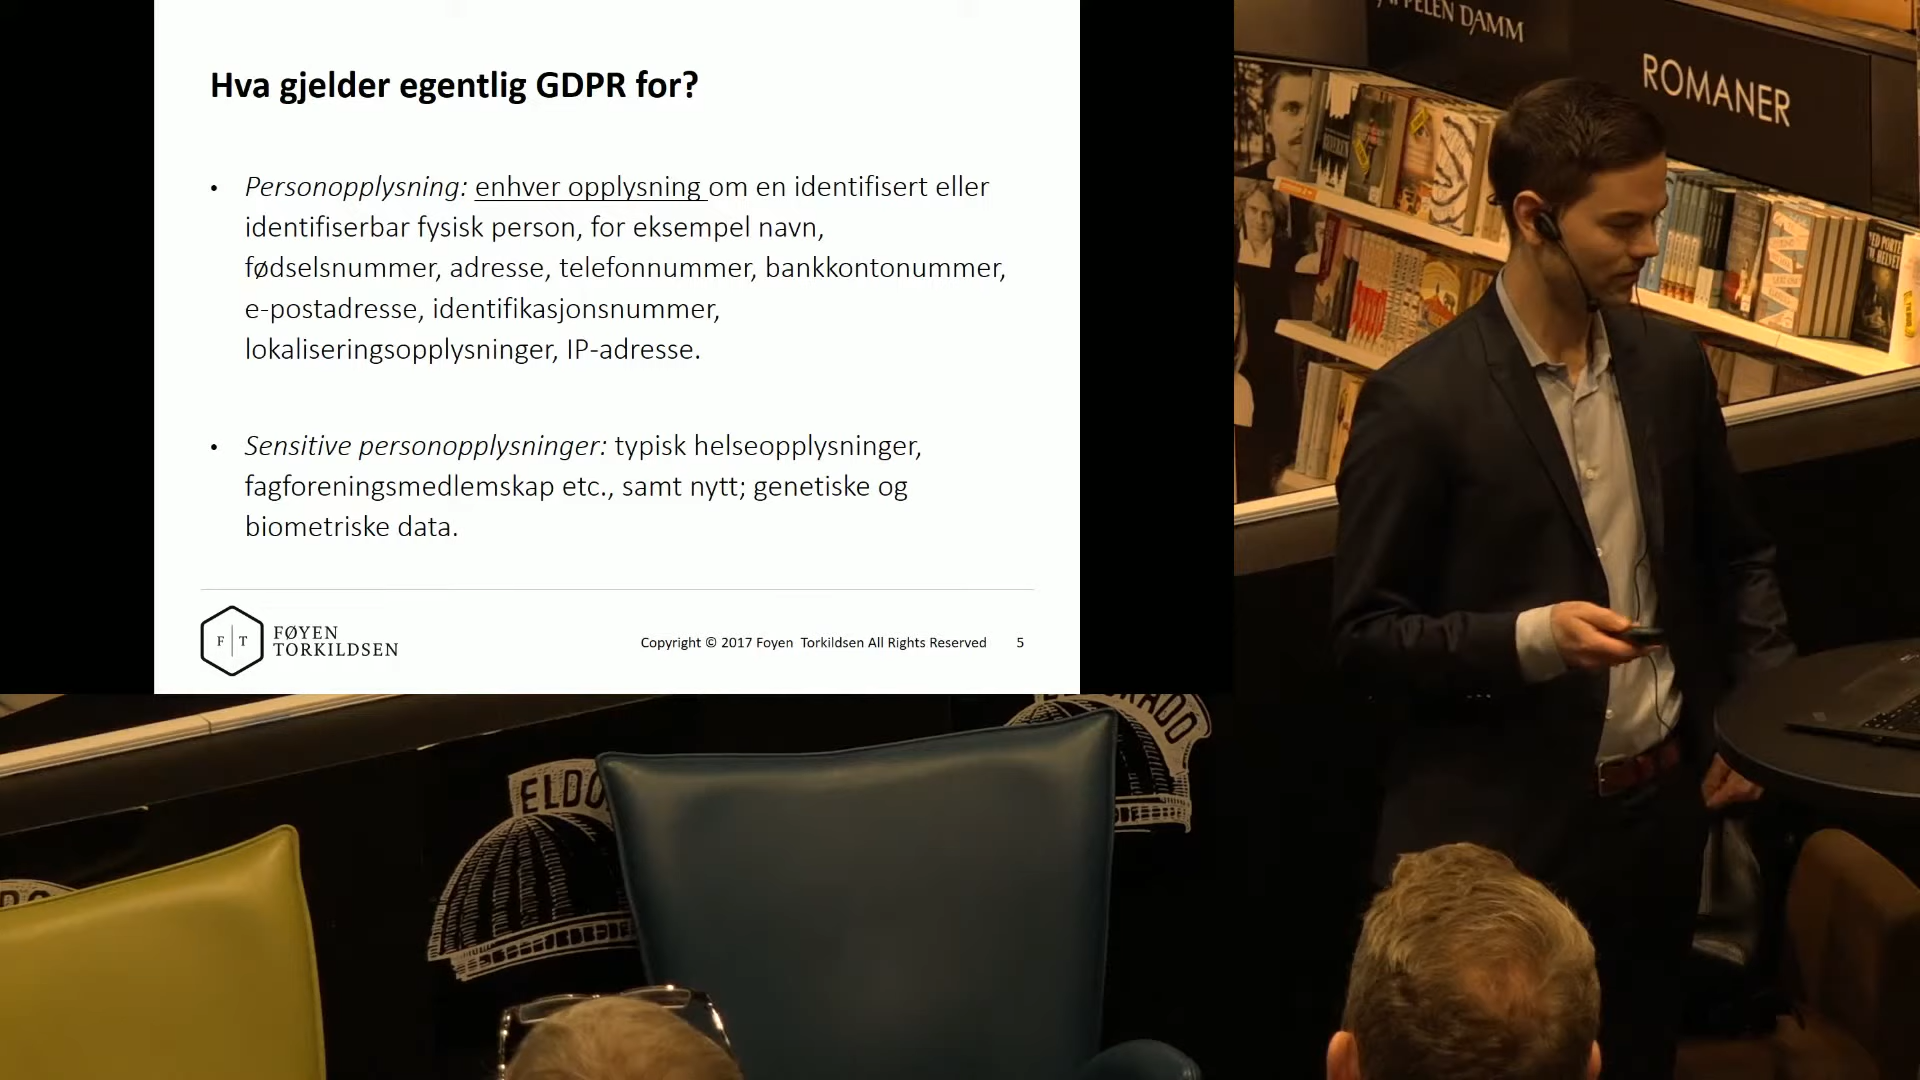 Hva gjelder egentlig GDPR for?
• Personopplysning: enhver opplysning om en identifisert eller
identifiserbar fysisk person, for eksempel navn,
fødselsnummer, adresse, telefonnummer, bankkontonummer,
e-postadresse, identifikasjonsnummer,
lokaliseringsopplysninger, IP-adresse.
• Sensitive personopplysninger: typisk helseopplysninger,
fagforeningsmedlemskap etc., samt nytt; genetiske og
biometriske data.
F T
FØYEN
TORKILDSEN
Copyright © 2017 Foyen Torkildsen All Rights Reserved 5
DAMM
ROMANER